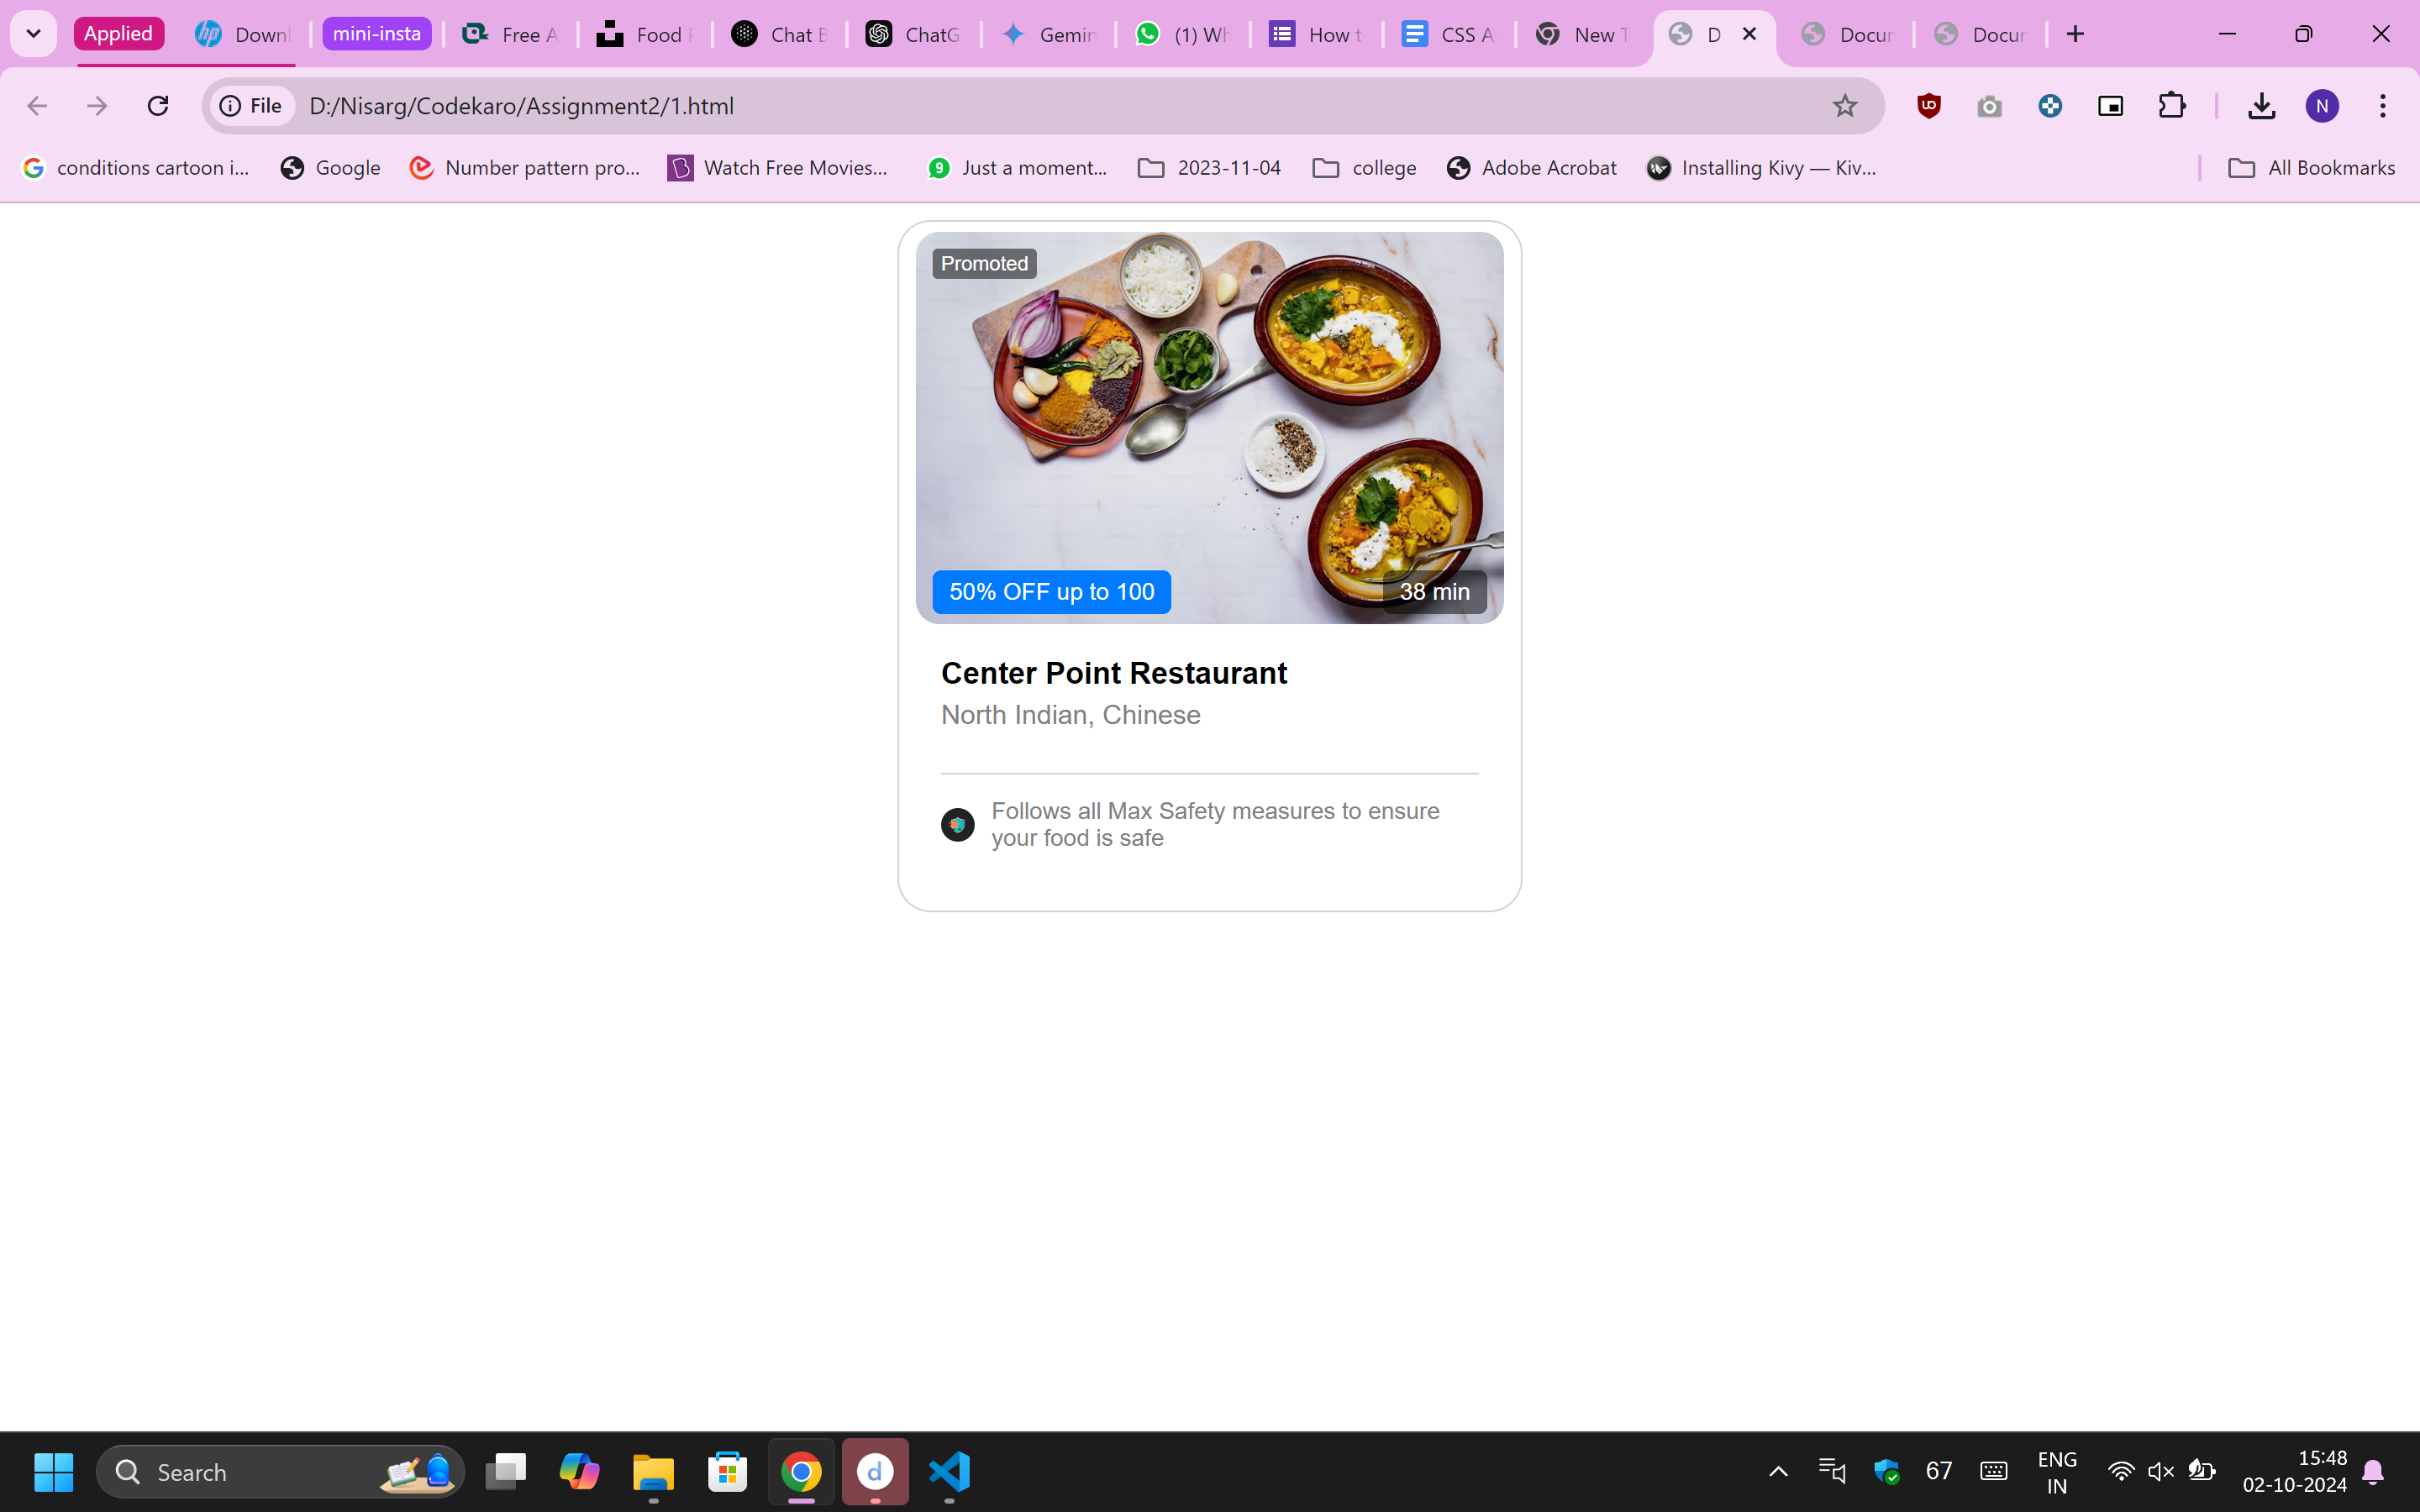 Applied
Downl
mini-insta
Free A
Food
Chat B
ChatG
Gemin
(1) Wh
How t
CSS A
New T
D
Docur
Docur
File
D:/Nisarg/Codekaro/Assignment2/1.html
N
conditions cartoon i...
Google
Number pattern pro...
Watch Free Movies...
Just a moment...
2023-11-04
college
Adobe Acrobat
Installing Kivy — Kiv...
All Bookmarks
Promoted
50% OFF up to 100
38 min
Center Point Restaurant
North Indian, Chinese
Follows all Max Safety measures to ensure
your food is safe
Search
67
ENG
IN
15:48
02-10-2024